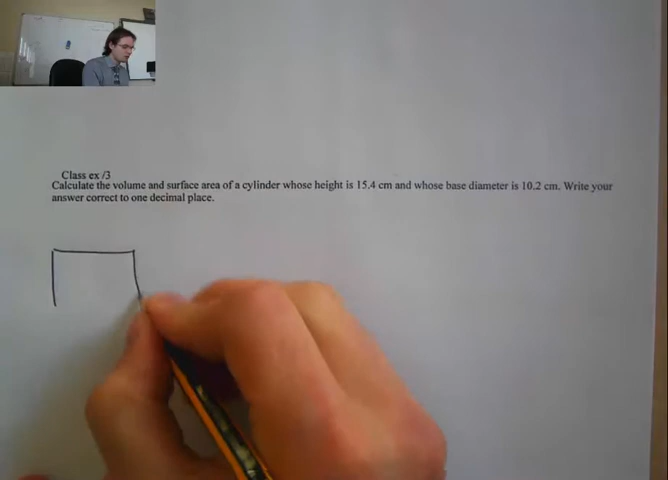 Class ex /3
Calculate the volume and surface area of a cylinder whose height is 15.4 cm and whose base diameter is 10.2 cm. Write your
answer correct to one decimal place.